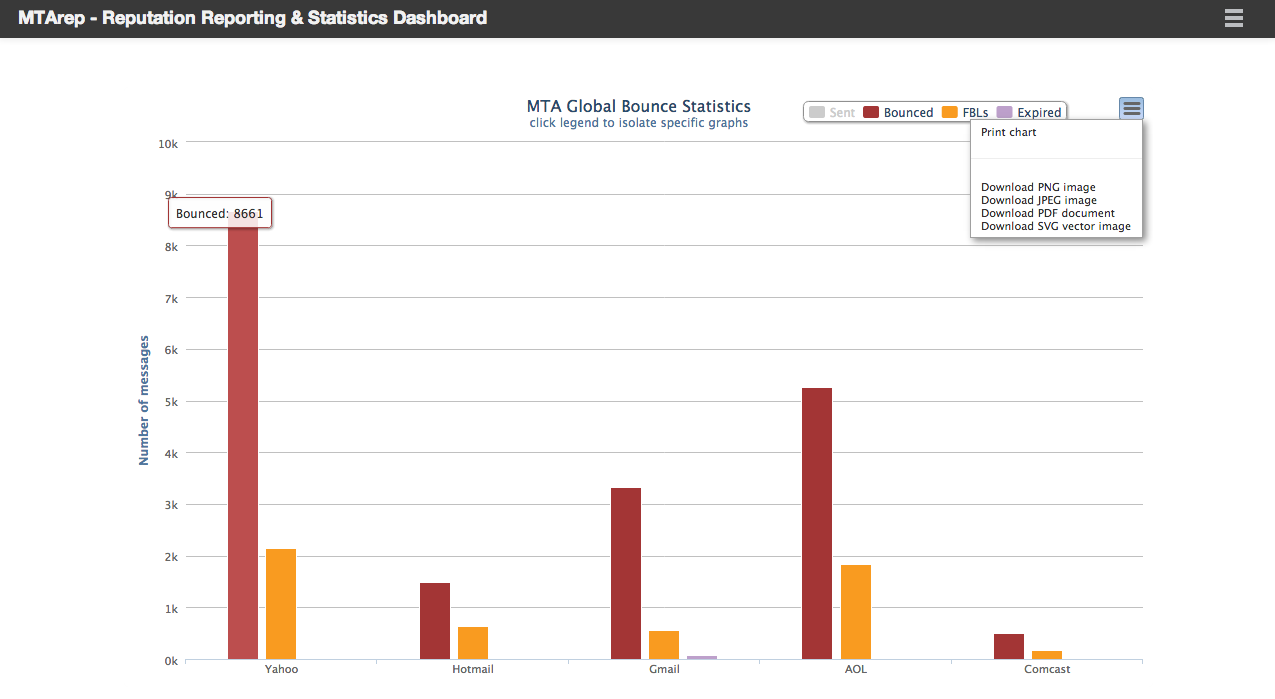 MTArep - Reputation Reporting & Statistics Dashboard
MTA Global Bounce Statistics
click legend to isolate specific graphs
Sent Bounced FBLs Expired
Print chart
Download PNG image
Download JPEG image
Download PDF document
Download SVG vector image
10k
9k
Bounced: 8661
8k
7k
6k
5k
4k
3k
2k
1k
0k
Number of messages
Yahoo Hotmail Gmail AOL Comcast